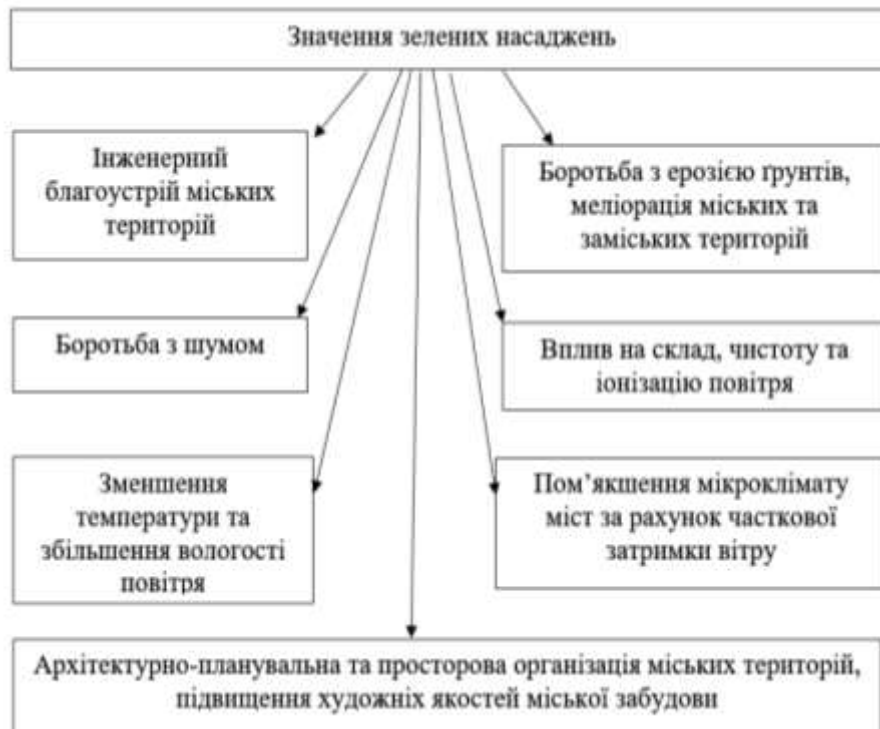 Значення зелених насаджень
Інженерний
благоустрій міських
територій
Боротьба з ерозією ґрунтів,
меліорація міських та
заміських територій
Боротьба з шумом
Вплив на склад, чистоту та
іонізацію повітря
Зменшення
температури та
збільшення вологості
повітря
Пом’якшення мікроклімату
міст за рахунок часткової
затримки вітру
Архітектурно-планувальна та просторова організація міських територій,
підвищення художніх якостей міської забудови